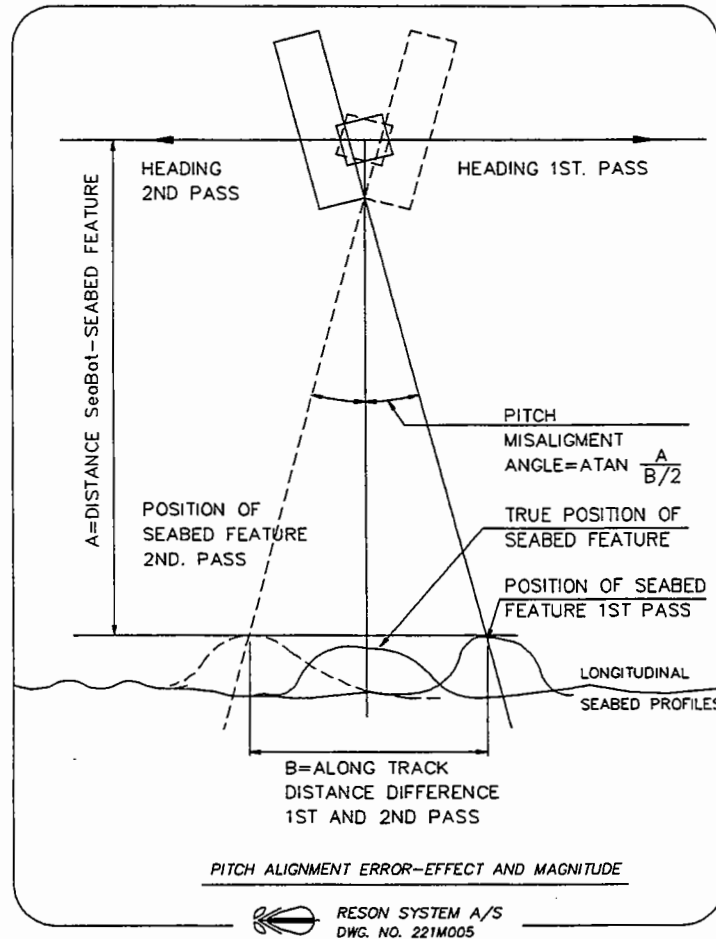 HEADING
2ND PASS
HEADING 1ST. PASS
A=DISTANCE SeaBat-SEABED FEATURE
PITCH
MISALIGMENT
ANGLE=ATAN A
B/2
POSITION OF
SEABED FEATURE
2ND. PASS
TRUE POSITION OF
SEABED FEATURE
POSITION OF SEABED
FEATURE 1ST PASS
LONGITUDINAL
SEABED PROFILES
B=ALONG TRACK
DISTANCE DIFFERENCE
1ST AND 2ND PASS
PITCH ALIGNMENT ERROR-EFFECT AND MAGNITUDE
RESON SYSTEM A/S
DWG. NO. 221M005